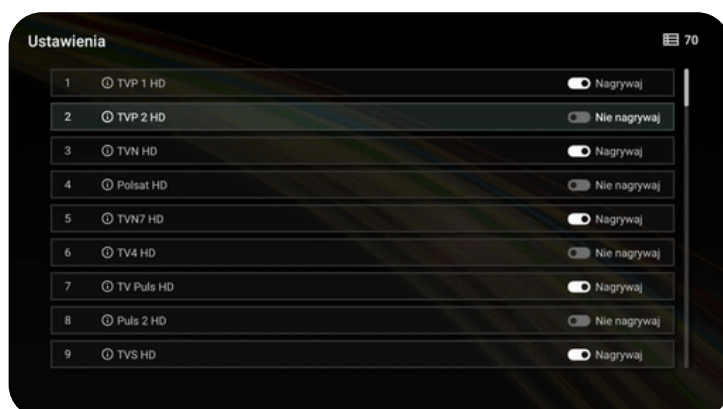 Ustawienia 70
1 TVP 1 HD Nagrywaj
2 TVP 2 HD Nie nagrywaj
3 TVN HD Nagrywaj
4 Polsat HD Nie nagrywaj
5 TVN7 HD Nagrywaj
6 TV4 HD Nie nagrywaj
7 TV Puls HD Nagrywaj
8 Puls 2 HD Nie nagrywaj
9 TVS HD Nagrywaj